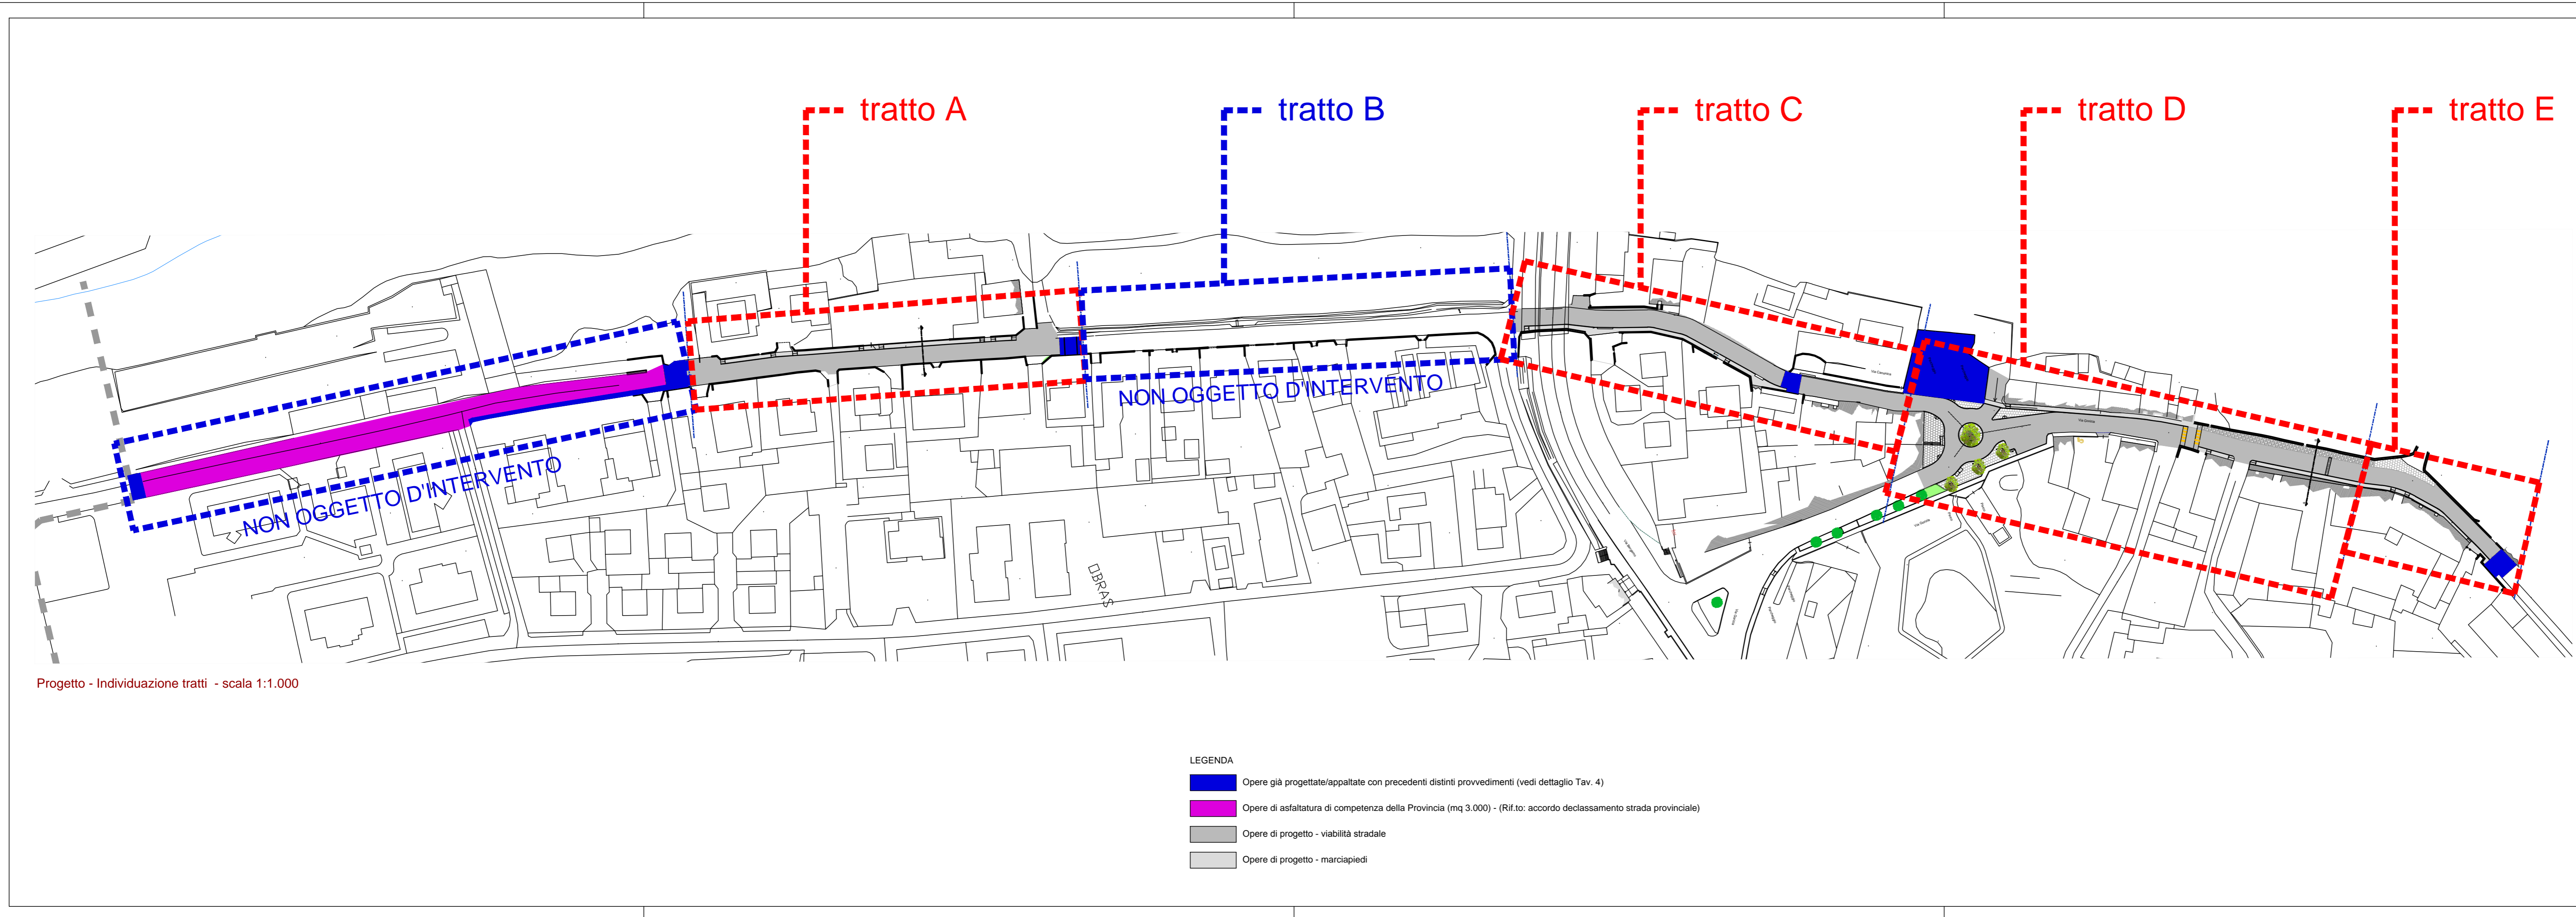 tratto A
tratto B
tratto C
tratto D
tratto E
NON OGGETTO D'INTERVENTO
NON OGGETTO D'INTERVENTO
BRAS
Progetto - Individuazione tratti - scala 1:1.000
LEGENDA
Opere già progettate/appaltate con precedenti distinti provvedimenti (vedi dettaglio Tav. 4)
Opere di asfaltatura di competenza della Provincia (mq 3.000) - (Rif.to: accordo declassamento strada provinciale)
Opere di progetto - viabilità stradale
Opere di progetto - marciapiedi